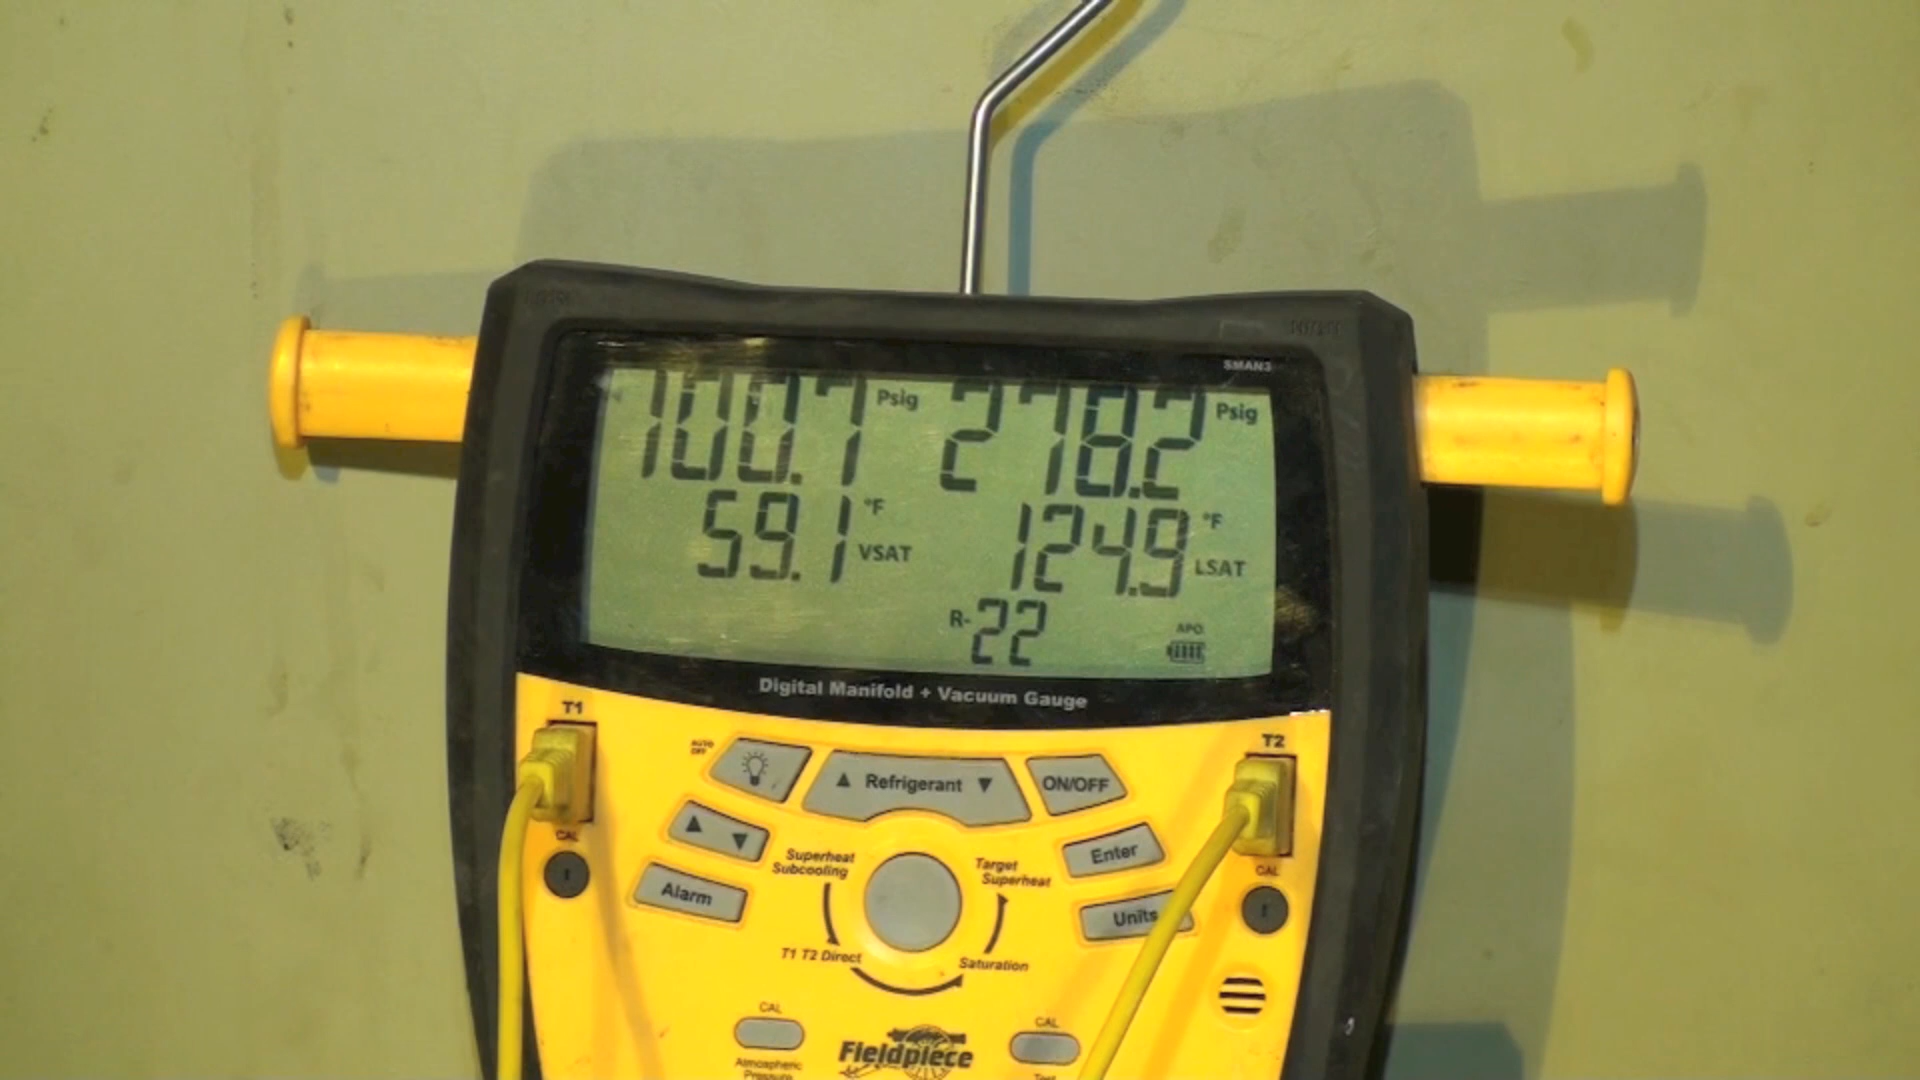 SMAN3
100.7 Psig 278.2 Psig
59.1 °F VSAT 124.9 °F LSAT
R-22 APO
Digital Manifold + Vacuum Gauge
T1 T2
AUTO OFF
▲ Refrigerant ▼ ON/OFF
▲ ▼
CAL CAL
Superheat Subcooling
Target Superheat
Enter
Alarm Units
T1 T2 Direct Saturation
CAL CAL
Atmospheric Pressure
Fieldpiece